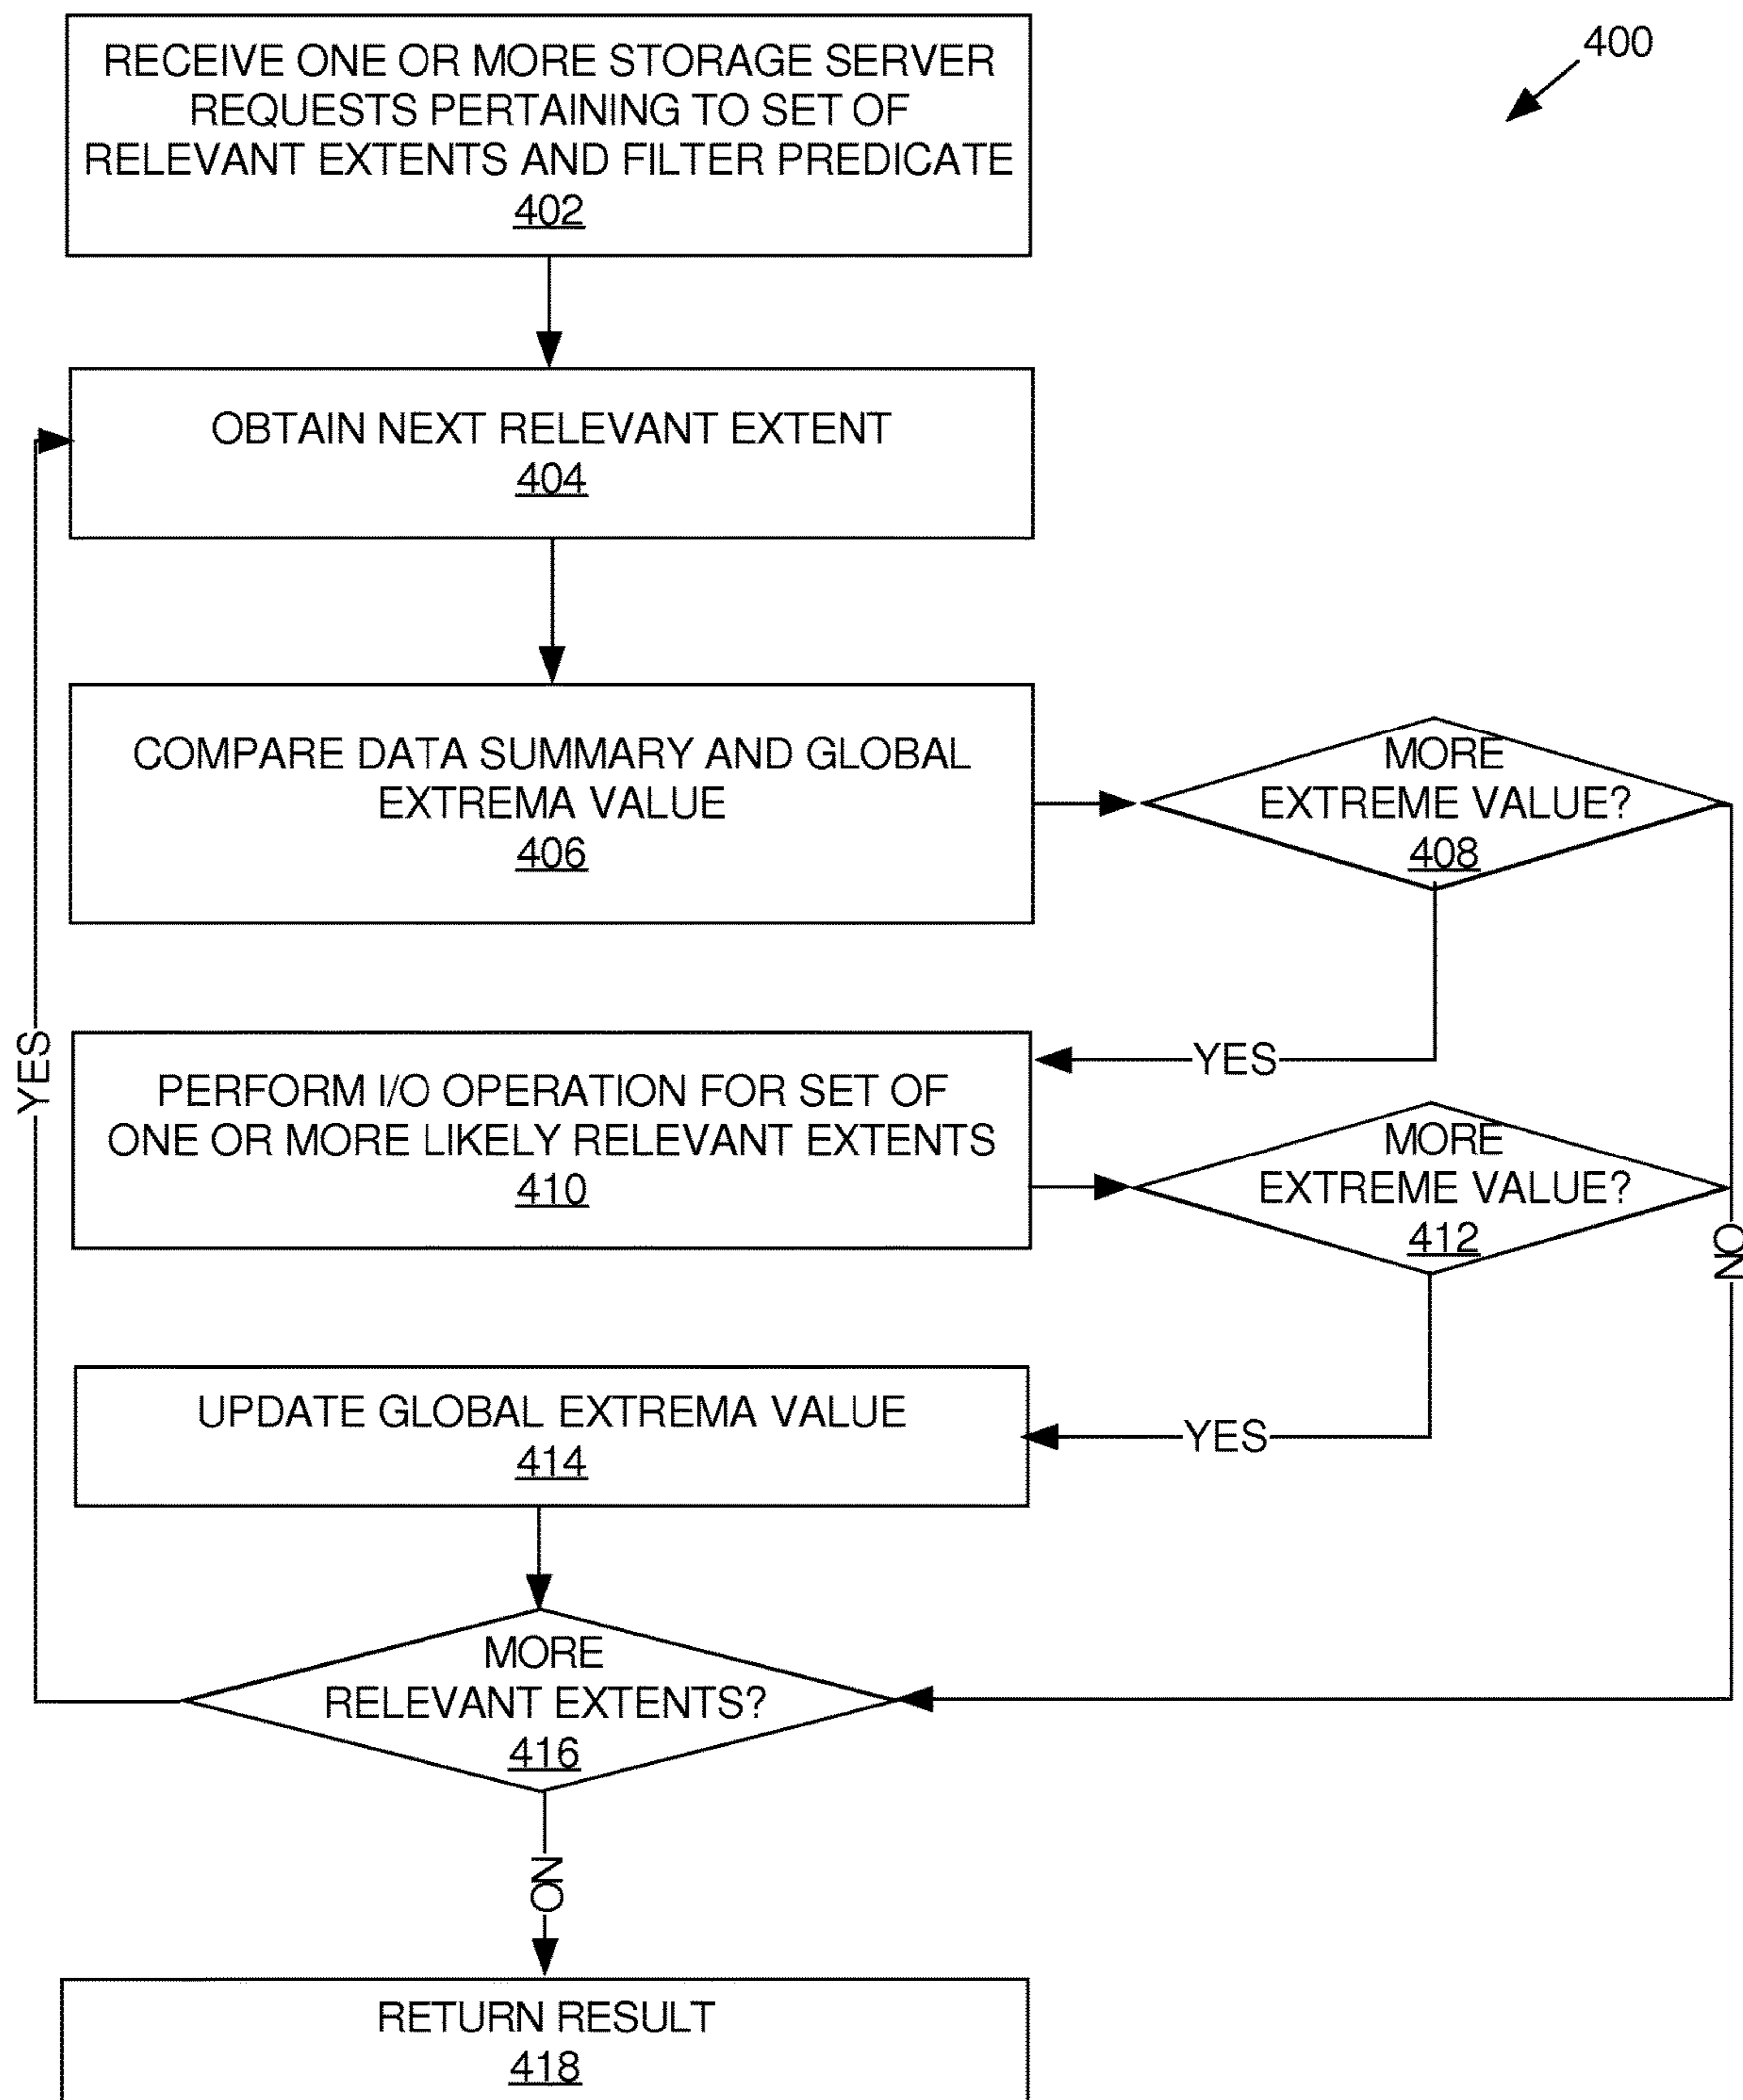 400
RECEIVE ONE OR MORE STORAGE SERVER
REQUESTS PERTAINING TO SET OF
RELEVANT EXTENTS AND FILTER PREDICATE
402
OBTAIN NEXT RELEVANT EXTENT
404
COMPARE DATA SUMMARY AND GLOBAL
EXTREMA VALUE
406
MORE
EXTREME VALUE?
408
YES
YES
PERFORM I/O OPERATION FOR SET OF
ONE OR MORE LIKELY RELEVANT EXTENTS
410
MORE
EXTREME VALUE?
412
NO
UPDATE GLOBAL EXTREMA VALUE
414
YES
MORE
RELEVANT EXTENTS?
416
NO
RETURN RESULT
418